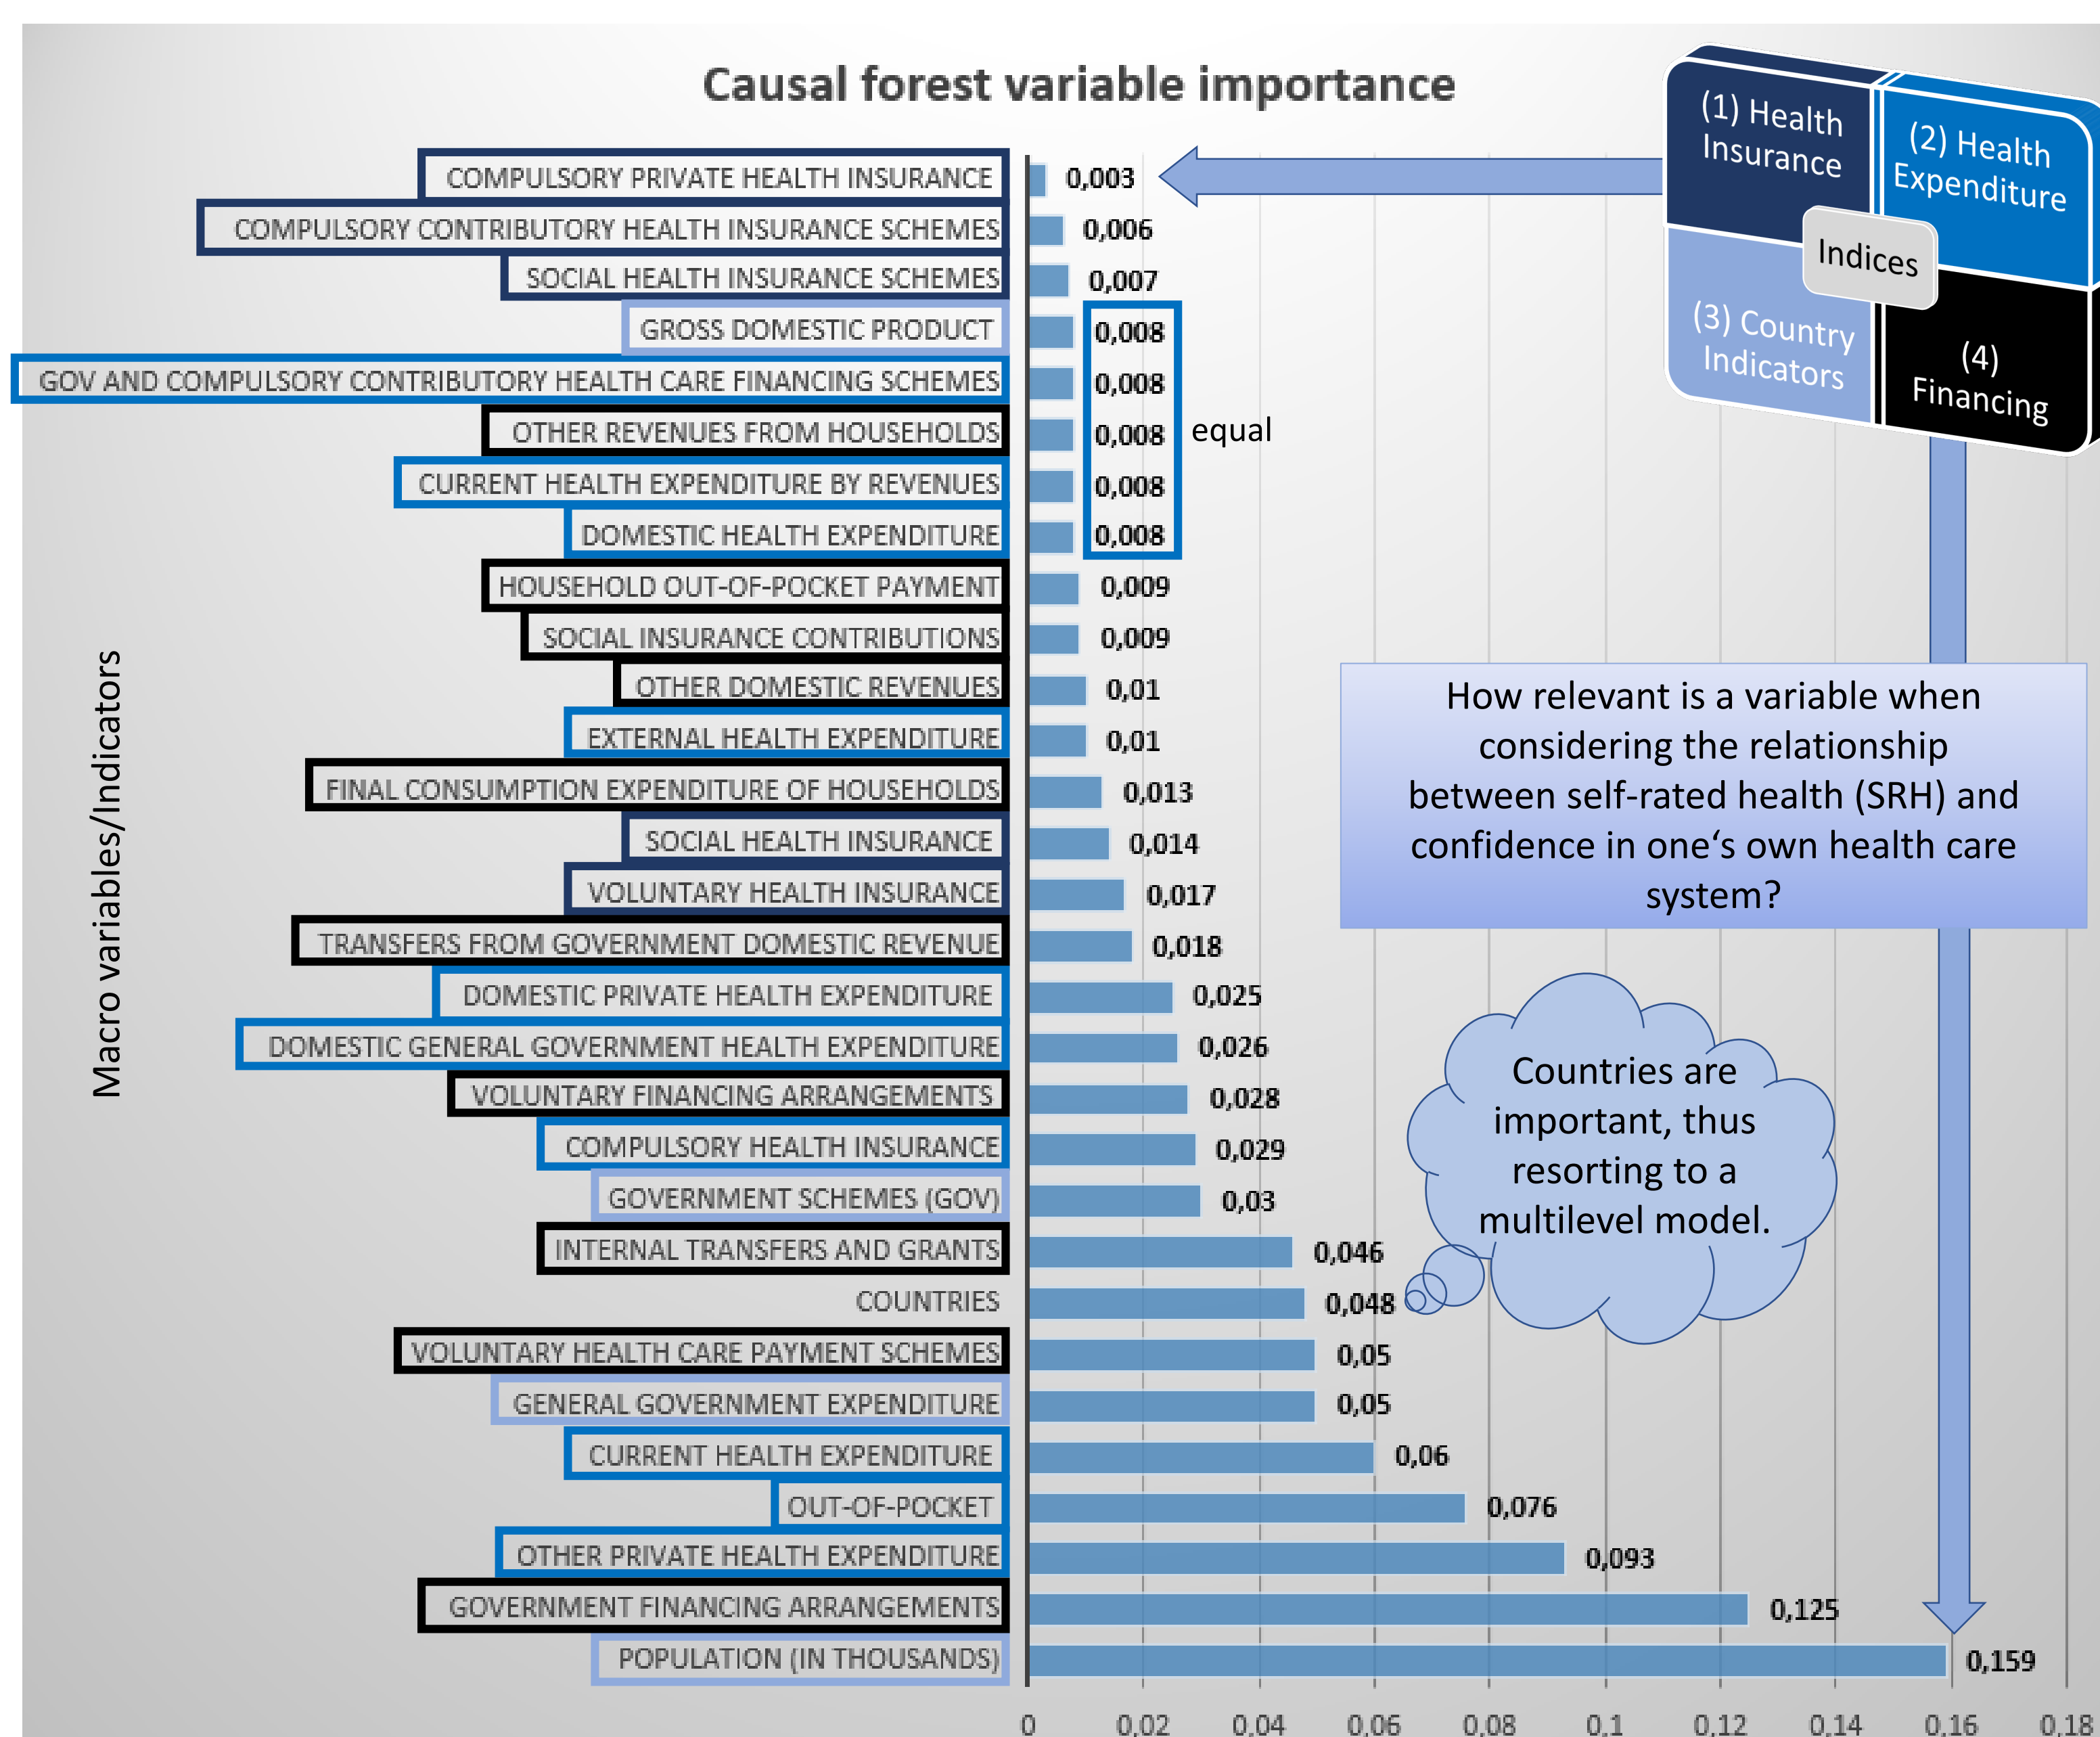 Causal forest variable importance
(1) Health
Insurance
(2) Health
Expenditure
Indices
(3) Country
Indicators
(4)
Financing
Macro variables/Indicators
COMPULSORY PRIVATE HEALTH INSURANCE 0,003
COMPULSORY CONTRIBUTORY HEALTH INSURANCE SCHEMES 0,006
SOCIAL HEALTH INSURANCE SCHEMES 0,007
GROSS DOMESTIC PRODUCT 0,008
GOV AND COMPULSORY CONTRIBUTORY HEALTH CARE FINANCING SCHEMES 0,008
OTHER REVENUES FROM HOUSEHOLDS 0,008 equal
CURRENT HEALTH EXPENDITURE BY REVENUES 0,008
DOMESTIC HEALTH EXPENDITURE 0,008
HOUSEHOLD OUT-OF-POCKET PAYMENT 0,009
SOCIAL INSURANCE CONTRIBUTIONS 0,009
OTHER DOMESTIC REVENUES 0,01
EXTERNAL HEALTH EXPENDITURE 0,01
FINAL CONSUMPTION EXPENDITURE OF HOUSEHOLDS 0,013
SOCIAL HEALTH INSURANCE 0,014
VOLUNTARY HEALTH INSURANCE 0,017
TRANSFERS FROM GOVERNMENT DOMESTIC REVENUE 0,018
DOMESTIC PRIVATE HEALTH EXPENDITURE 0,025
DOMESTIC GENERAL GOVERNMENT HEALTH EXPENDITURE 0,026
VOLUNTARY FINANCING ARRANGEMENTS 0,028
COMPULSORY HEALTH INSURANCE 0,029
GOVERNMENT SCHEMES (GOV) 0,03
INTERNAL TRANSFERS AND GRANTS 0,046
COUNTRIES 0,048
VOLUNTARY HEALTH CARE PAYMENT SCHEMES 0,05
GENERAL GOVERNMENT EXPENDITURE 0,05
CURRENT HEALTH EXPENDITURE 0,06
OUT-OF-POCKET 0,076
OTHER PRIVATE HEALTH EXPENDITURE 0,093
GOVERNMENT FINANCING ARRANGEMENTS 0,125
POPULATION (IN THOUSANDS) 0,159
0 0,02 0,04 0,06 0,08 0,1 0,12 0,14 0,16 0,18
How relevant is a variable when
considering the relationship
between self-rated health (SRH) and
confidence in one‘s own health care
system?
Countries are
important, thus
resorting to a
multilevel model.